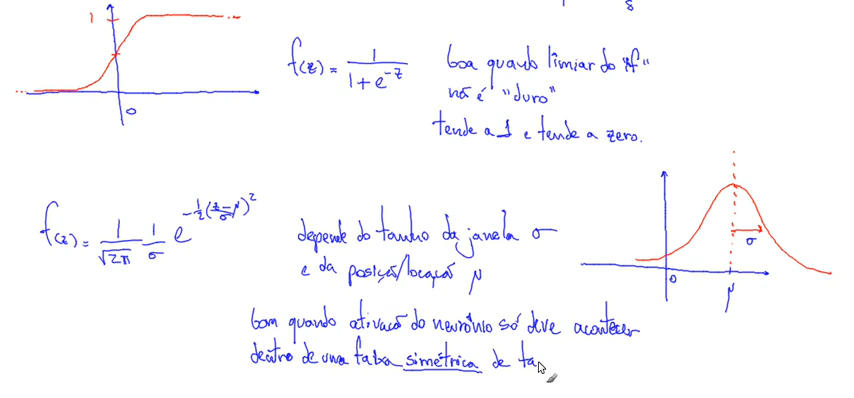 8
1
0
f(z) = 1 / (1 + e^{-z})
boa quando limiar do "if"
não é "duro"
tende a 1 e tende a zero.
f(z) = 1/√2π 1/σ e^{-1/2((z-μ)/σ)^2}
depende do tamho da janela σ
e da posição/locação μ
σ
0
μ
bom quando ativação do neurônio só deve acontecer
dentro de uma faixa simétrica de ta